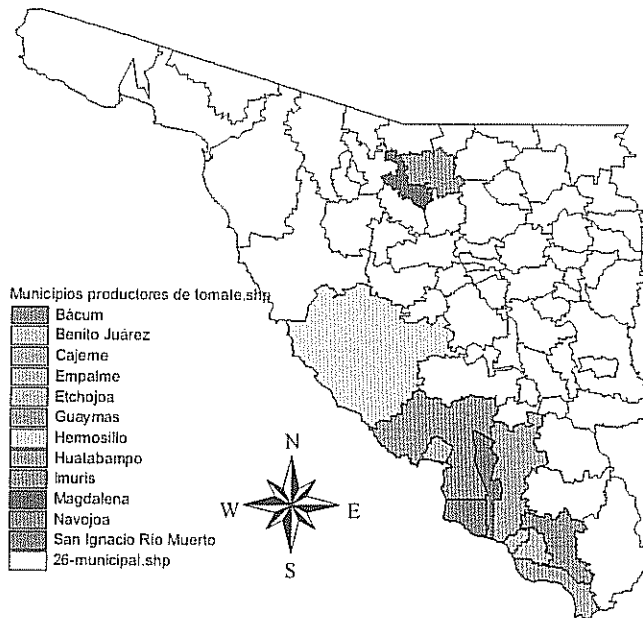 Municipios productores de tomate.shp
Bácum
Benito Juárez
Cajeme
Empalme
Etchojoa
Guaymas
Hermosillo
Huatabampo
Imuris
Magdalena
Navojoa
San Ignacio Río Muerto
26-municipal.shp
N
W E
S